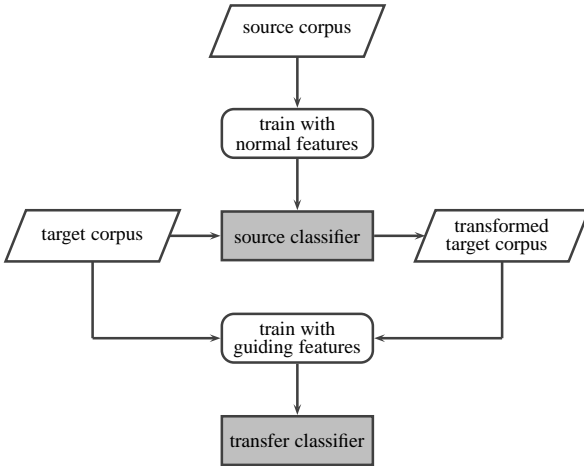 source corpus
train with
normal features
target corpus
source classifier
transformed
target corpus
train with
guiding features
transfer classifier